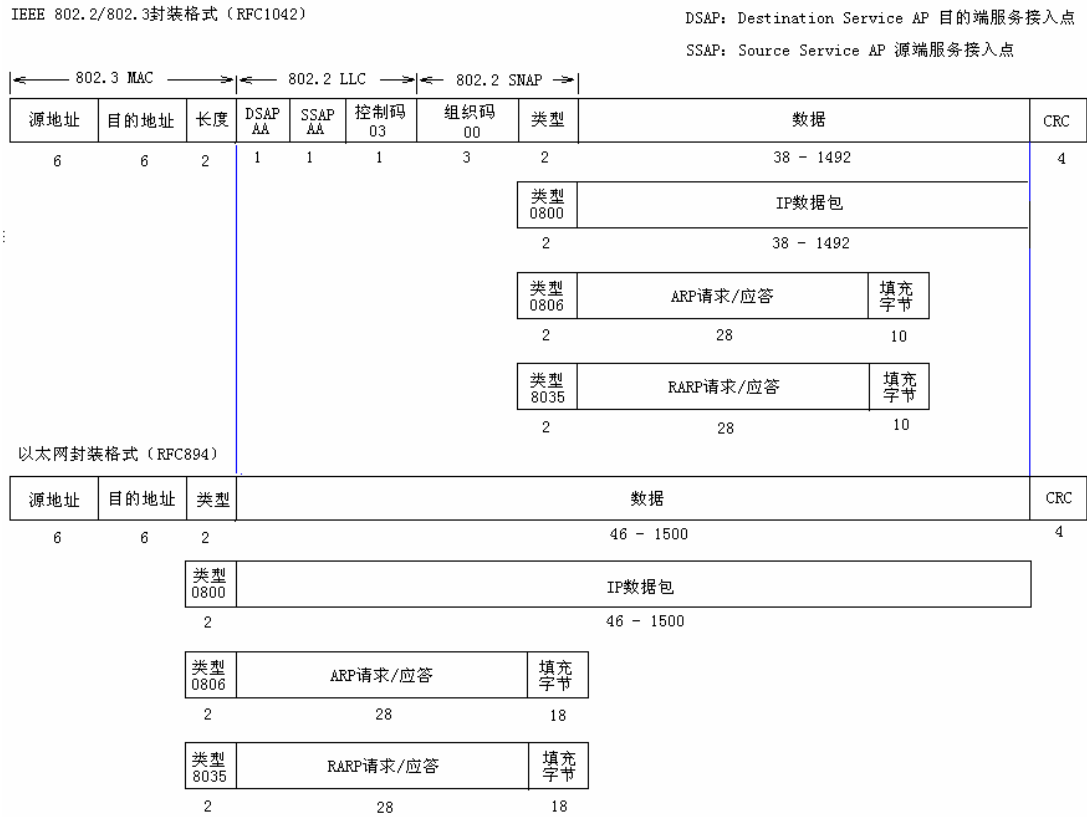 IEEE 802.2/802.3封装格式（RFC1042）
DSAP: Destination Service AP 目的端服务接入点
SSAP: Source Service AP 源端服务接入点
802.3 MAC 802.2 LLC 802.2 SNAP
源地址 目的地址 长度 DSAP AA SSAP AA 控制码 03 组织码 00 类型 数据 CRC
6 6 2 1 1 1 3 2 38 - 1492 4
类型 0800 IP数据包
2 38 - 1492
类型 0806 ARP请求/应答 填充字节
2 28 10
类型 8035 RARP请求/应答 填充字节
2 28 10
以太网封装格式（RFC894）
源地址 目的地址 类型 数据 CRC
6 6 2 46 - 1500 4
类型 0800 IP数据包
2 46 - 1500
类型 0806 ARP请求/应答 填充字节
2 28 18
类型 8035 RARP请求/应答 填充字节
2 28 18